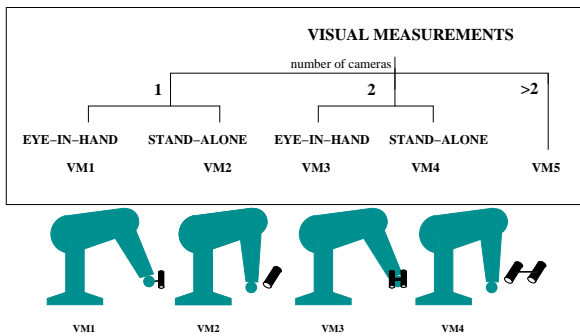 VISUAL MEASUREMENTS
number of cameras
1 2 >2
EYE–IN–HAND STAND–ALONE EYE–IN–HAND STAND–ALONE
VM1 VM2 VM3 VM4 VM5
VM1 VM2 VM3 VM4